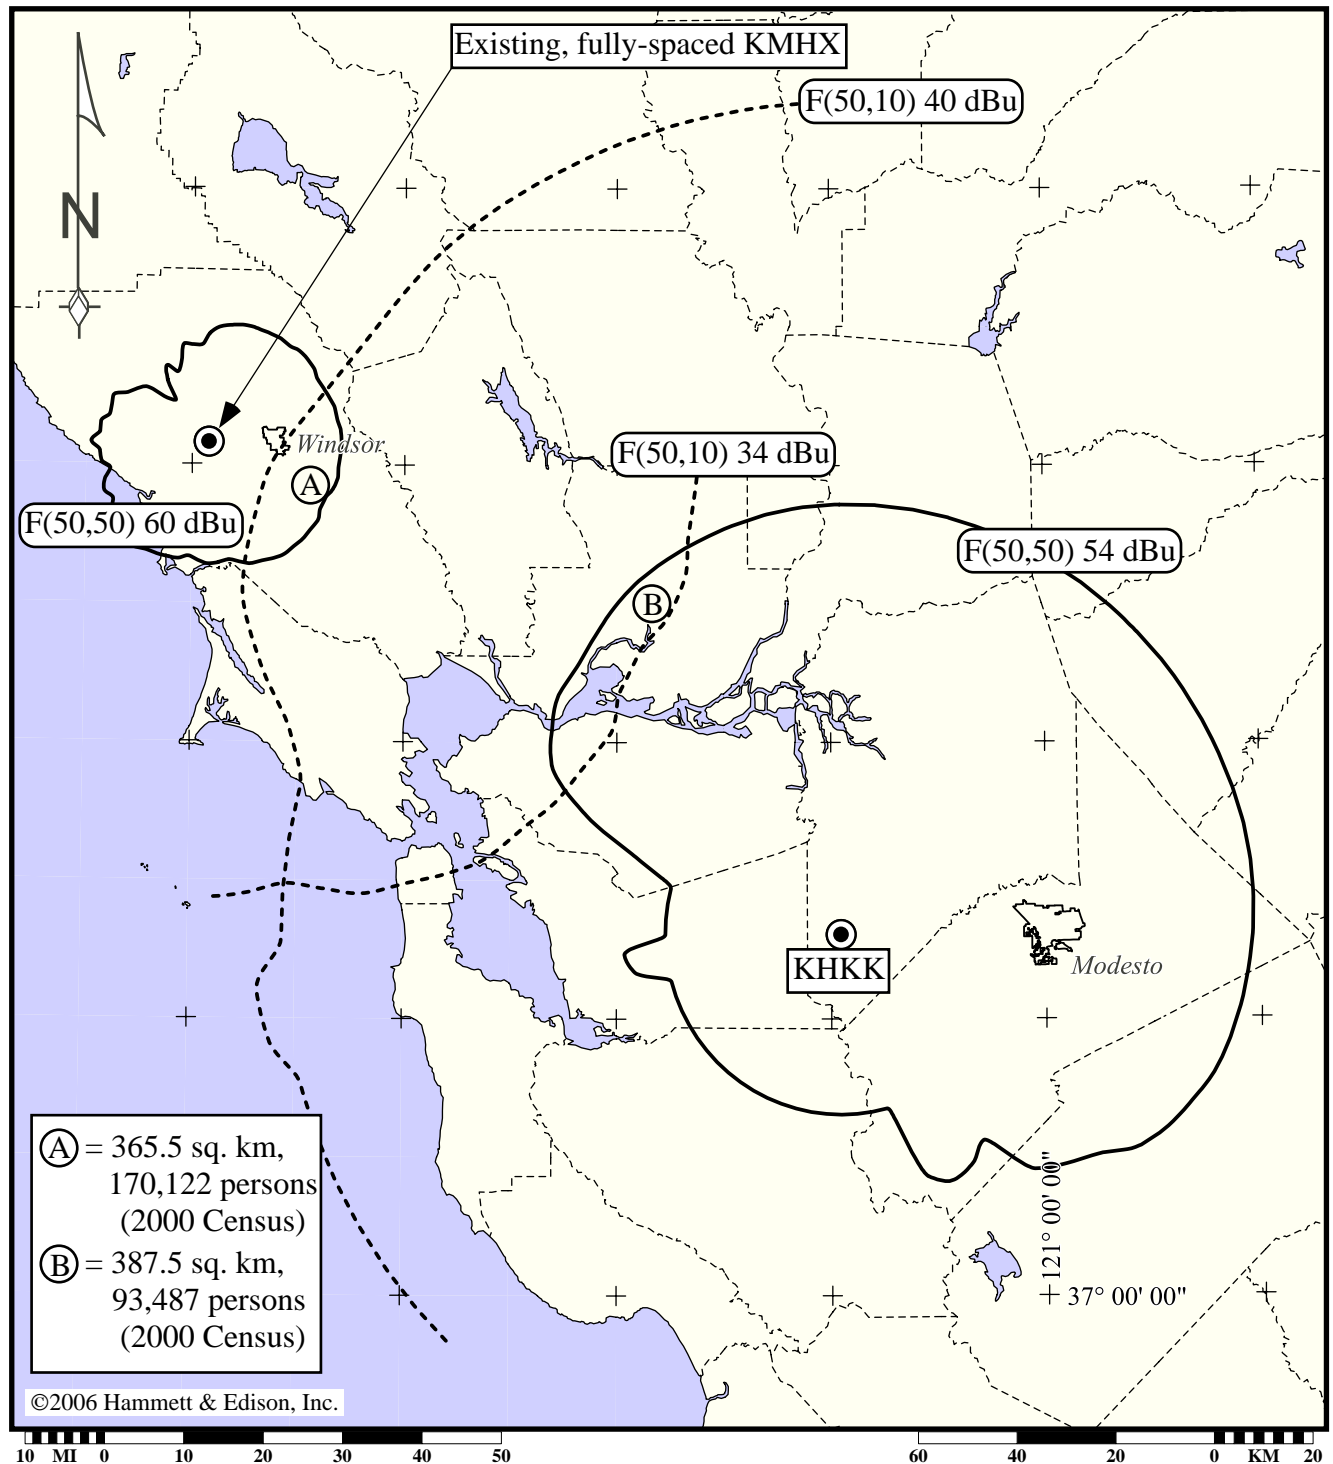 Existing, fully-spaced KMHX
F(50,10) 40 dBu
N
Windsor
F(50,10) 34 dBu
A
F(50,50) 60 dBu
F(50,50) 54 dBu
B
KHKK
Modesto
A = 365.5 sq. km,
170,122 persons
(2000 Census)
B = 387.5 sq. km,
93,487 persons
(2000 Census)
121° 00' 00"
37° 00' 00"
©2006 Hammett & Edison, Inc.
10 MI 0 10 20 30 40 50
60 40 20 0 KM 20